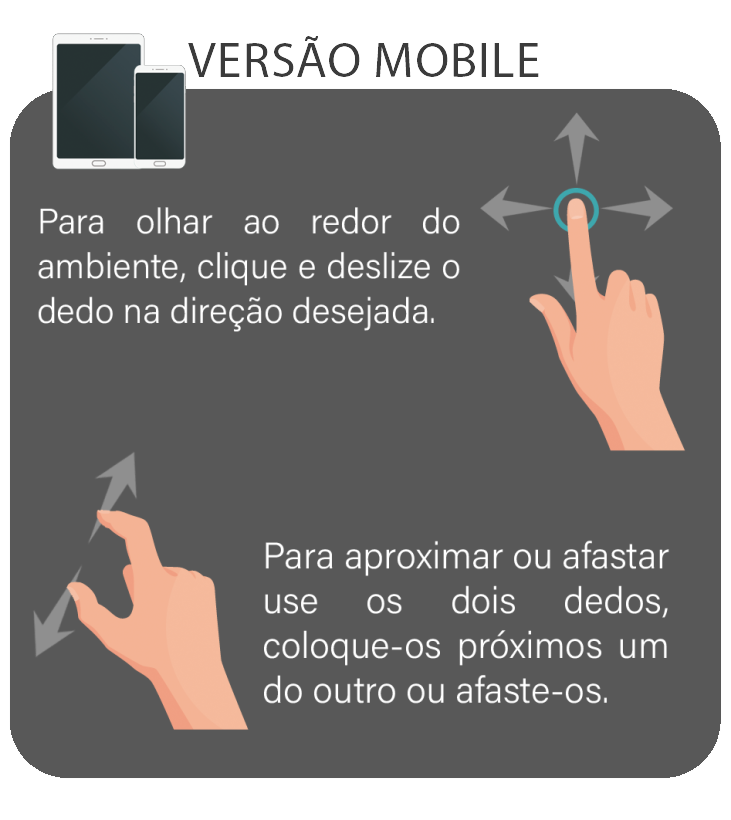 VERSÃO MOBILE
Para olhar ao redor do
ambiente, clique e deslize o
dedo na direção desejada.
Para aproximar ou afastar
use os dois dedos,
coloque-os próximos um
do outro ou afaste-os.